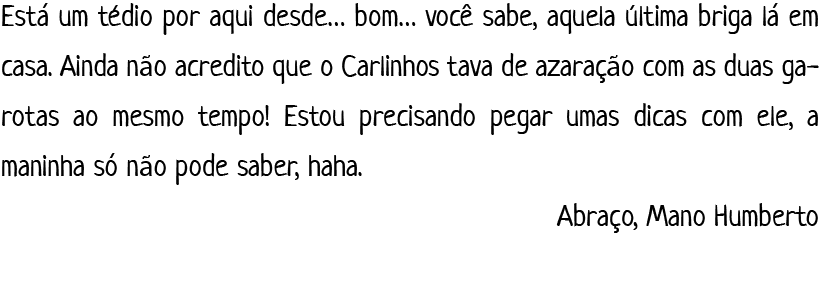 Está um tédio por aqui desde... bom... você sabe, aquela última briga lá em
casa. Ainda não acredito que o Carlinhos tava de azaração com as duas ga-
rotas ao mesmo tempo! Estou precisando pegar umas dicas com ele, a
maninha só não pode saber, haha.
Abraço, Mano Humberto